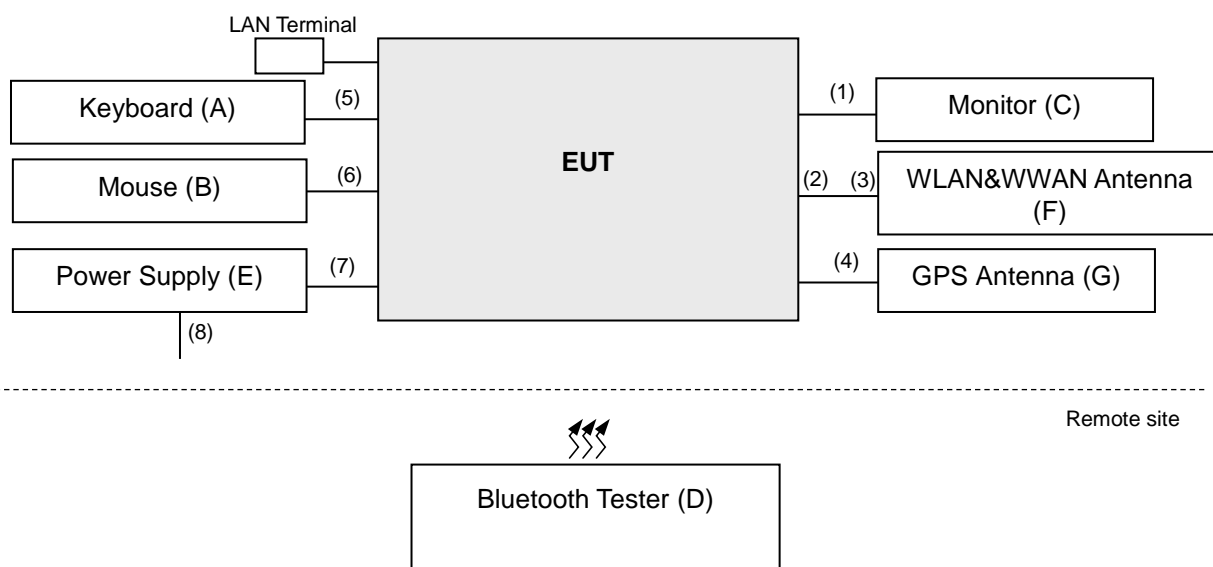 LAN Terminal
Keyboard (A)
(5)
Mouse (B)
(6)
Power Supply (E)
(7)
(8)
EUT
(1)
Monitor (C)
(2)
(3)
WLAN&WWAN Antenna
(F)
(4)
GPS Antenna (G)
Remote site
Bluetooth Tester (D)